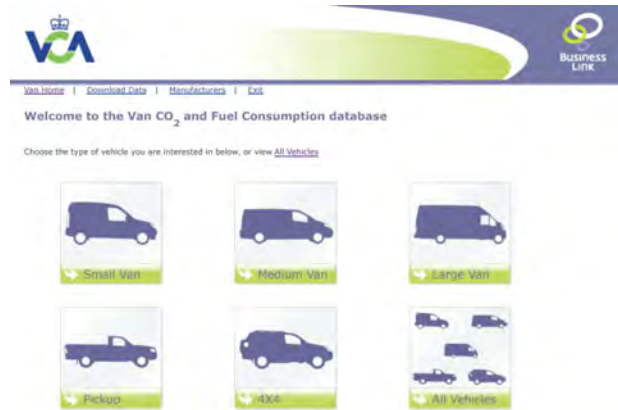 VCA
Business
Link
Van Home | Download Data | Manufacturers | Exit
Welcome to the Van CO2 and Fuel Consumption database
Choose the type of vehicle you are interested in below, or view All Vehicles
Small Van
Medium Van
Large Van
Pickup
4X4
All Vehicles